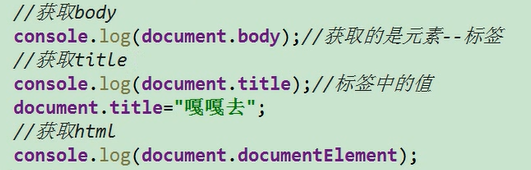 //获取body
console.log(document.body);//获取的是元素--标签
//获取title
console.log(document.title);//标签中的值
document.title="嘎嘎去";
//获取html
console.log(document.documentElement);